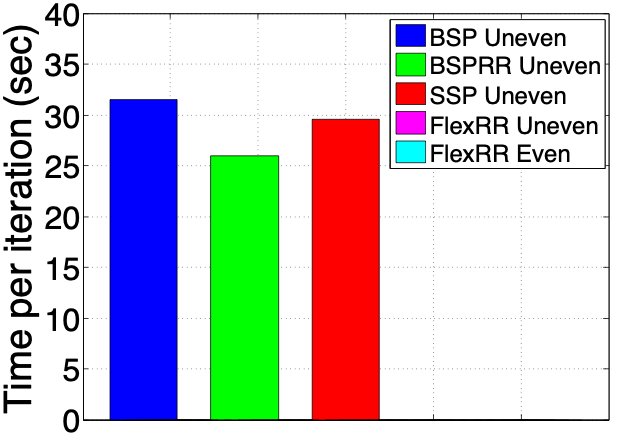 Time per iteration (sec)
40
35
30
25
20
15
10
5
0
BSP Uneven
BSPRR Uneven
SSP Uneven
FlexRR Uneven
FlexRR Even